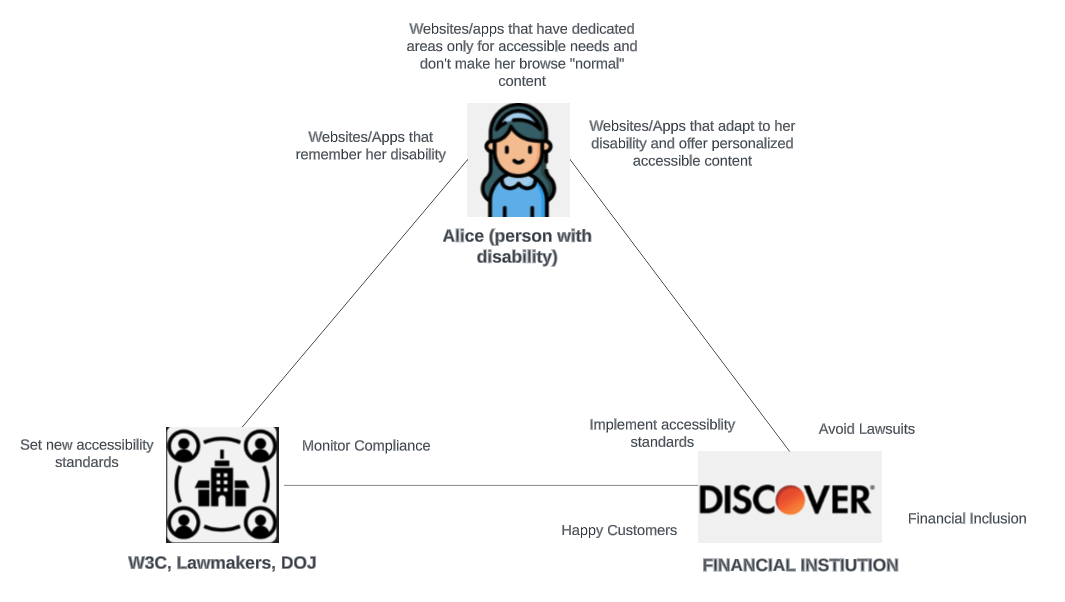 Websites/apps that have dedicated
areas only for accessible needs and
don't make her browse "normal"
content
Websites/Apps that
remember her disability
Websites/Apps that adapt to her
disability and offer personalized
accessible content
Alice (person with
disability)
Set new accessibility
standards
Monitor Compliance
W3C, Lawmakers, DOJ
Implement accessiblity
standards
Avoid Lawsuits
DISCOVER®
Happy Customers
Financial Inclusion
FINANCIAL INSTIUTION